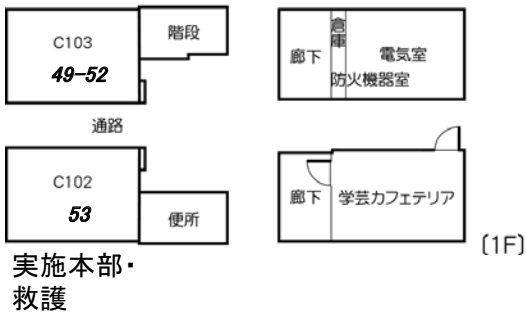 C103
49-52
階段
廊下
倉庫
電気室
防火機器室
通路
C102
53
便所
廊下
学芸カフェテリア
〔1F〕
実施本部・
救護